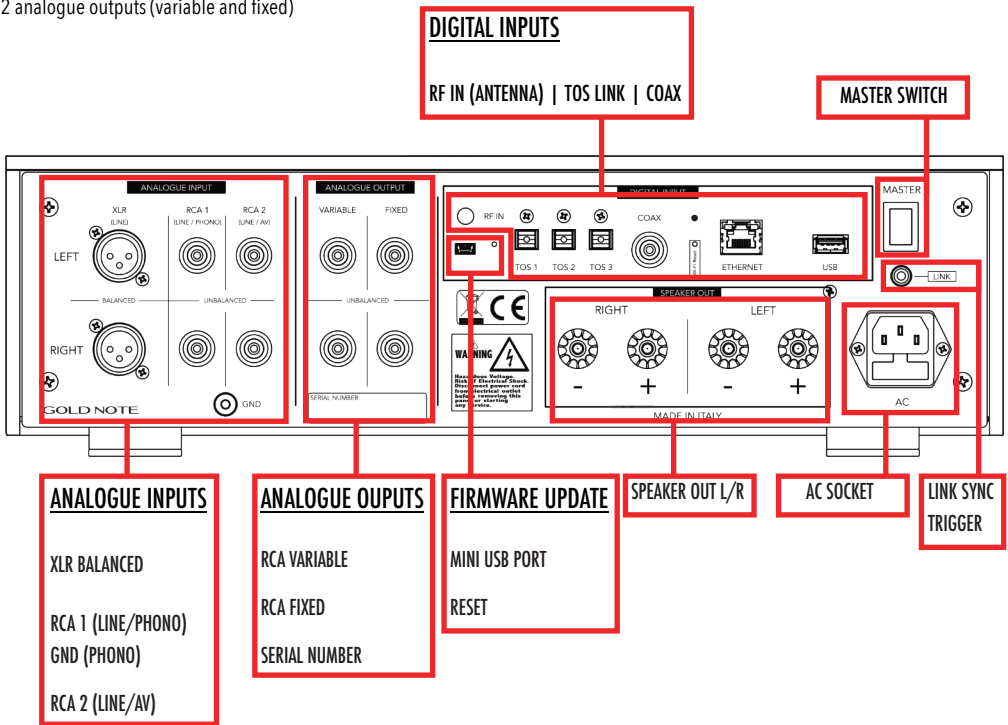 2 analogue outputs (variable and fixed)
DIGITAL INPUTS
RF IN (ANTENNA) | TOS LINK | COAX
MASTER SWITCH
ANALOGUE INPUT
XLR
(LINE)
RCA 1
(LINE / PHONO)
RCA 2
(LINE / AV)
LEFT
BALANCED
UNBALANCED
RIGHT
GOLD NOTE
GND
ANALOGUE OUTPUT
VARIABLE
FIXED
UNBALANCED
SERIAL NUMBER
DIGITAL INPUT
RF IN
TOS 1
TOS 2
TOS 3
COAX
Wi-Fi Reset
ETHERNET
USB
MASTER
LINK
CE
WARNING
Hazardous Voltage.
Risk of Electrical Shock.
Disconnect power cord
from electrical outlet
before removing this
panel or starting
any service.
SPEAKER OUT
RIGHT
LEFT
- +
- +
MADE IN ITALY
AC
ANALOGUE INPUTS
XLR BALANCED
RCA 1 (LINE/PHONO)
GND (PHONO)
RCA 2 (LINE/AV)
ANALOGUE OUPUTS
RCA VARIABLE
RCA FIXED
SERIAL NUMBER
FIRMWARE UPDATE
MINI USB PORT
RESET
SPEAKER OUT L/R
AC SOCKET
LINK SYNC
TRIGGER